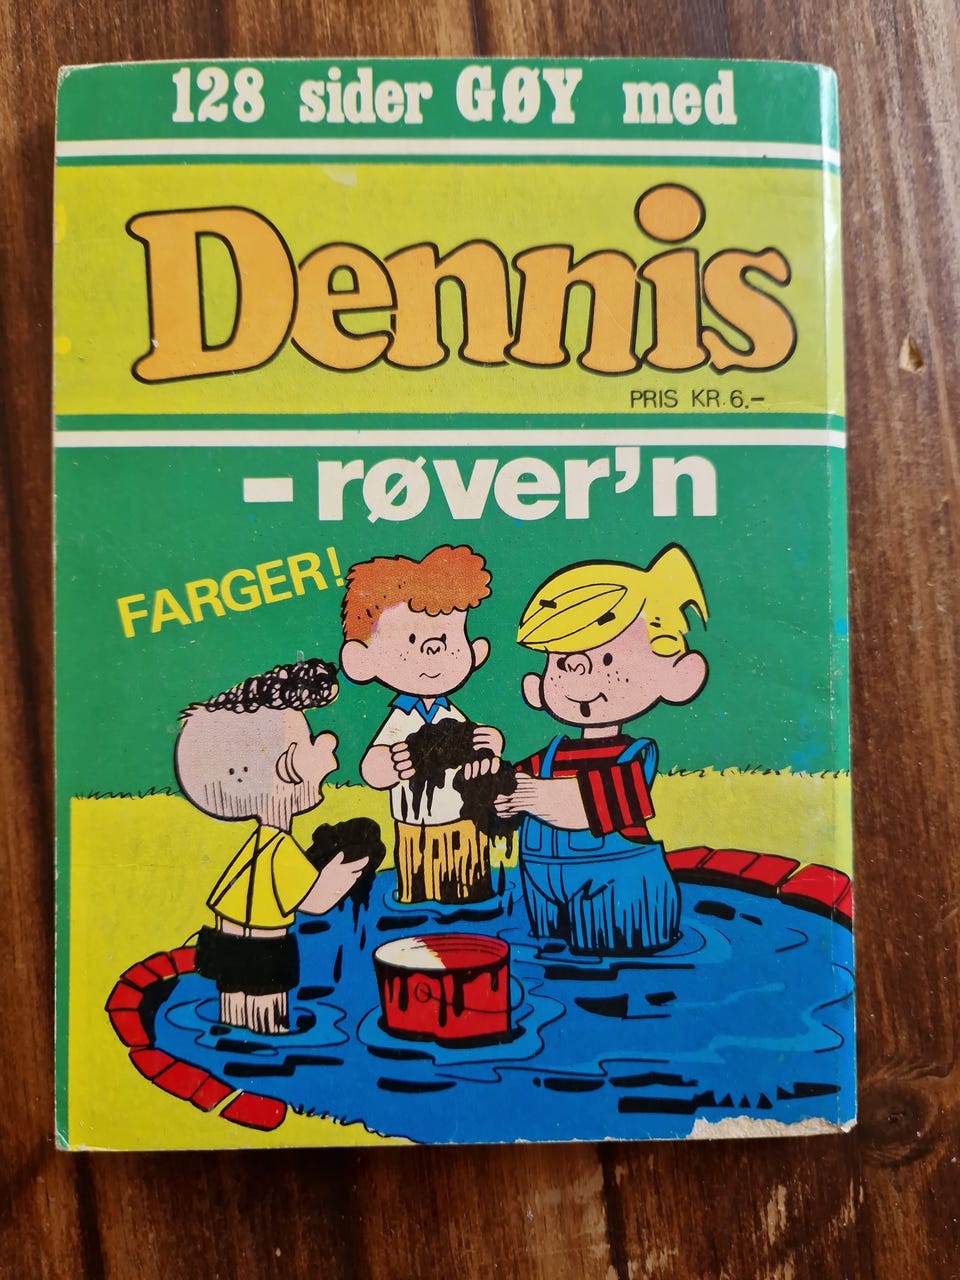 128 sider GØY med
Dennis
PRIS KR. 6.-
- røver'n
FARGER!